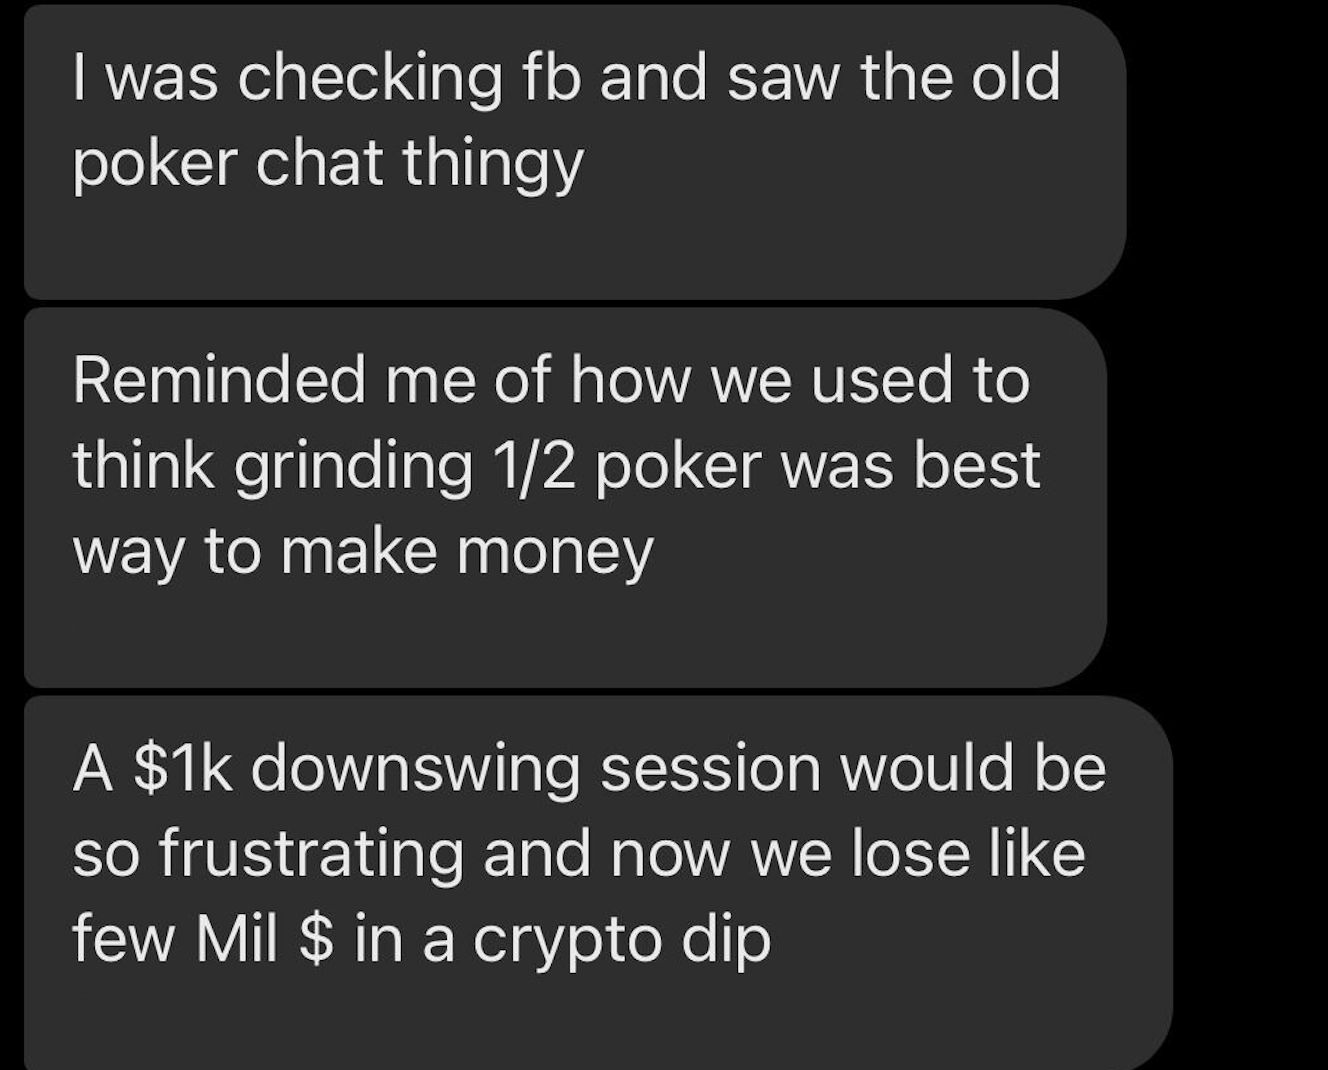 I was checking fb and saw the old
poker chat thingy
Reminded me of how we used to
think grinding 1/2 poker was best
way to make money
A $1k downswing session would be
so frustrating and now we lose like
few Mil $ in a crypto dip